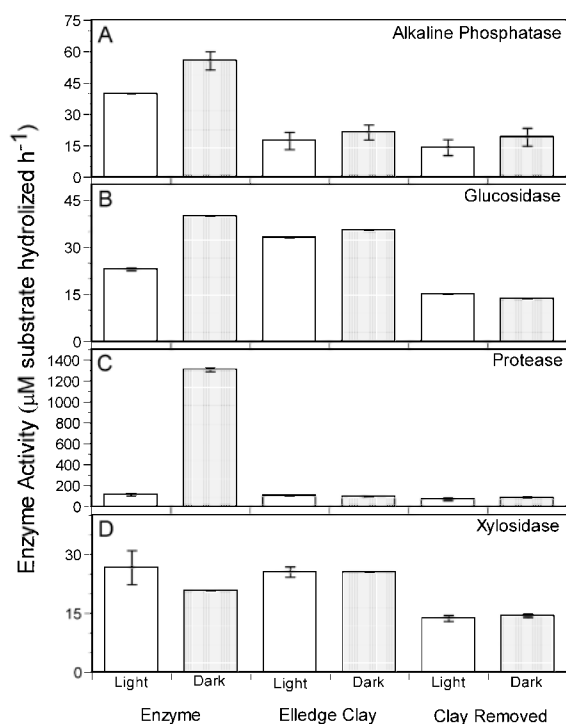 Enzyme Activity (µM substrate hydrolized h⁻¹)
A
Alkaline Phosphatase
75
60
45
30
15
0
B
Glucosidase
45
30
15
0
C
Protease
1400
1200
1000
800
600
400
200
0
D
Xylosidase
30
15
0
Light Dark Light Dark Light Dark
Enzyme Elledge Clay Clay Removed